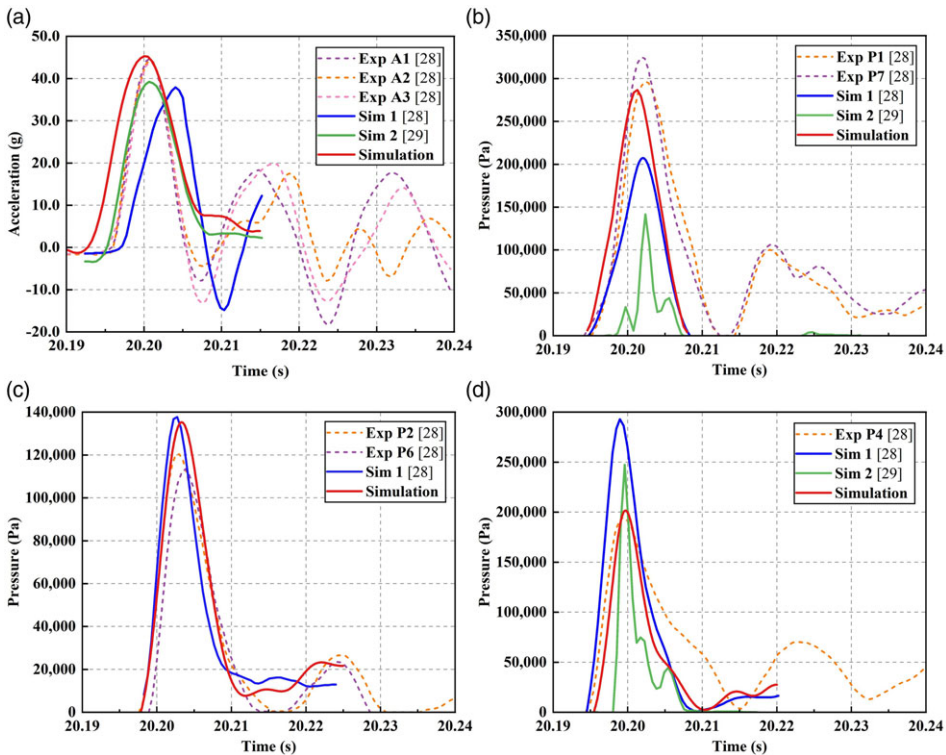 (a)
50.0
40.0
30.0
20.0
10.0
0.0
-10.0
-20.0
Acceleration (g)
20.19 20.20 20.21 20.22 20.23 20.24
Time (s)
Exp A1 [28]
Exp A2 [28]
Exp A3 [28]
Sim 1 [28]
Sim 2 [29]
Simulation
(b)
350,000
300,000
250,000
200,000
150,000
100,000
50,000
0
Pressure (Pa)
20.19 20.20 20.21 20.22 20.23 20.24
Time (s)
Exp P1 [28]
Exp P7 [28]
Sim 1 [28]
Sim 2 [29]
Simulation
(c)
140,000
120,000
100,000
80,000
60,000
40,000
20,000
0
Pressure (Pa)
20.19 20.20 20.21 20.22 20.23 20.24
Time (s)
Exp P2 [28]
Exp P6 [28]
Sim 1 [28]
Simulation
(d)
300,000
250,000
200,000
150,000
100,000
50,000
0
Pressure (Pa)
20.19 20.20 20.21 20.22 20.23 20.24
Time (s)
Exp P4 [28]
Sim 1 [28]
Sim 2 [29]
Simulation